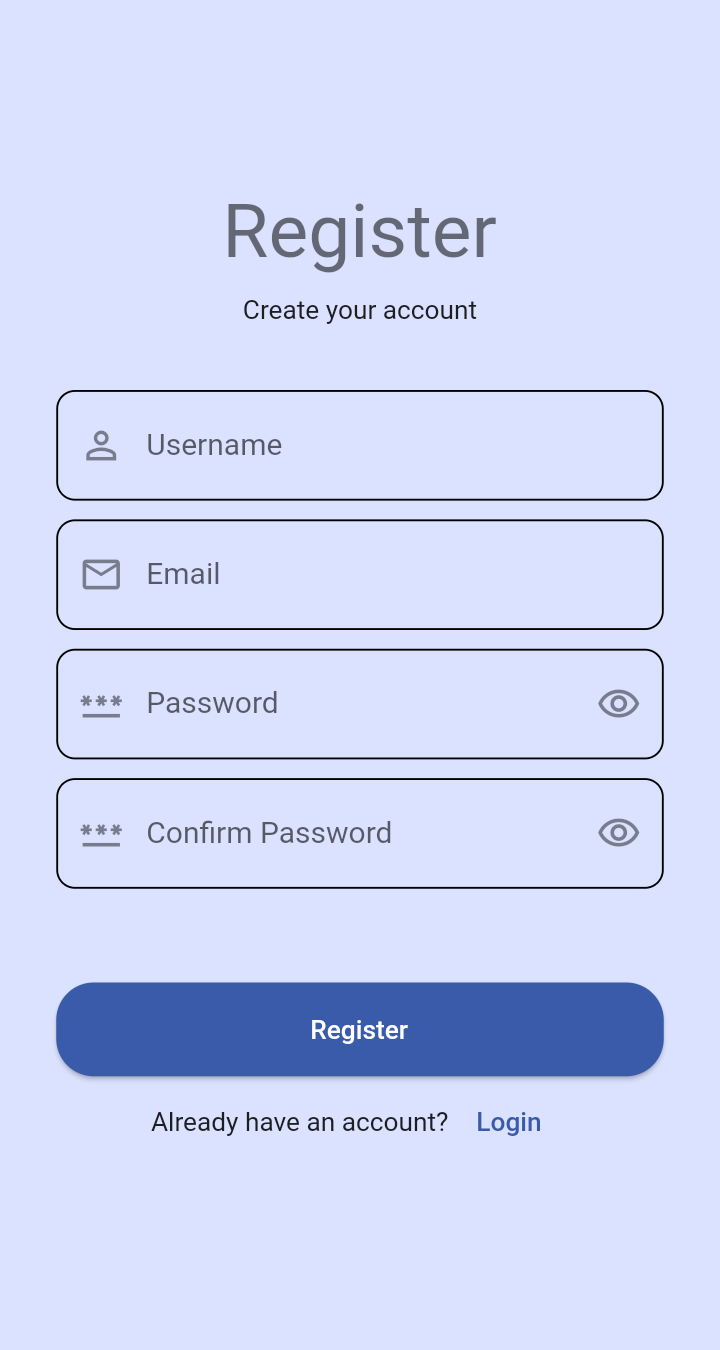 Register
Create your account
Username
Email
Password
Confirm Password
Register
Already have an account? Login